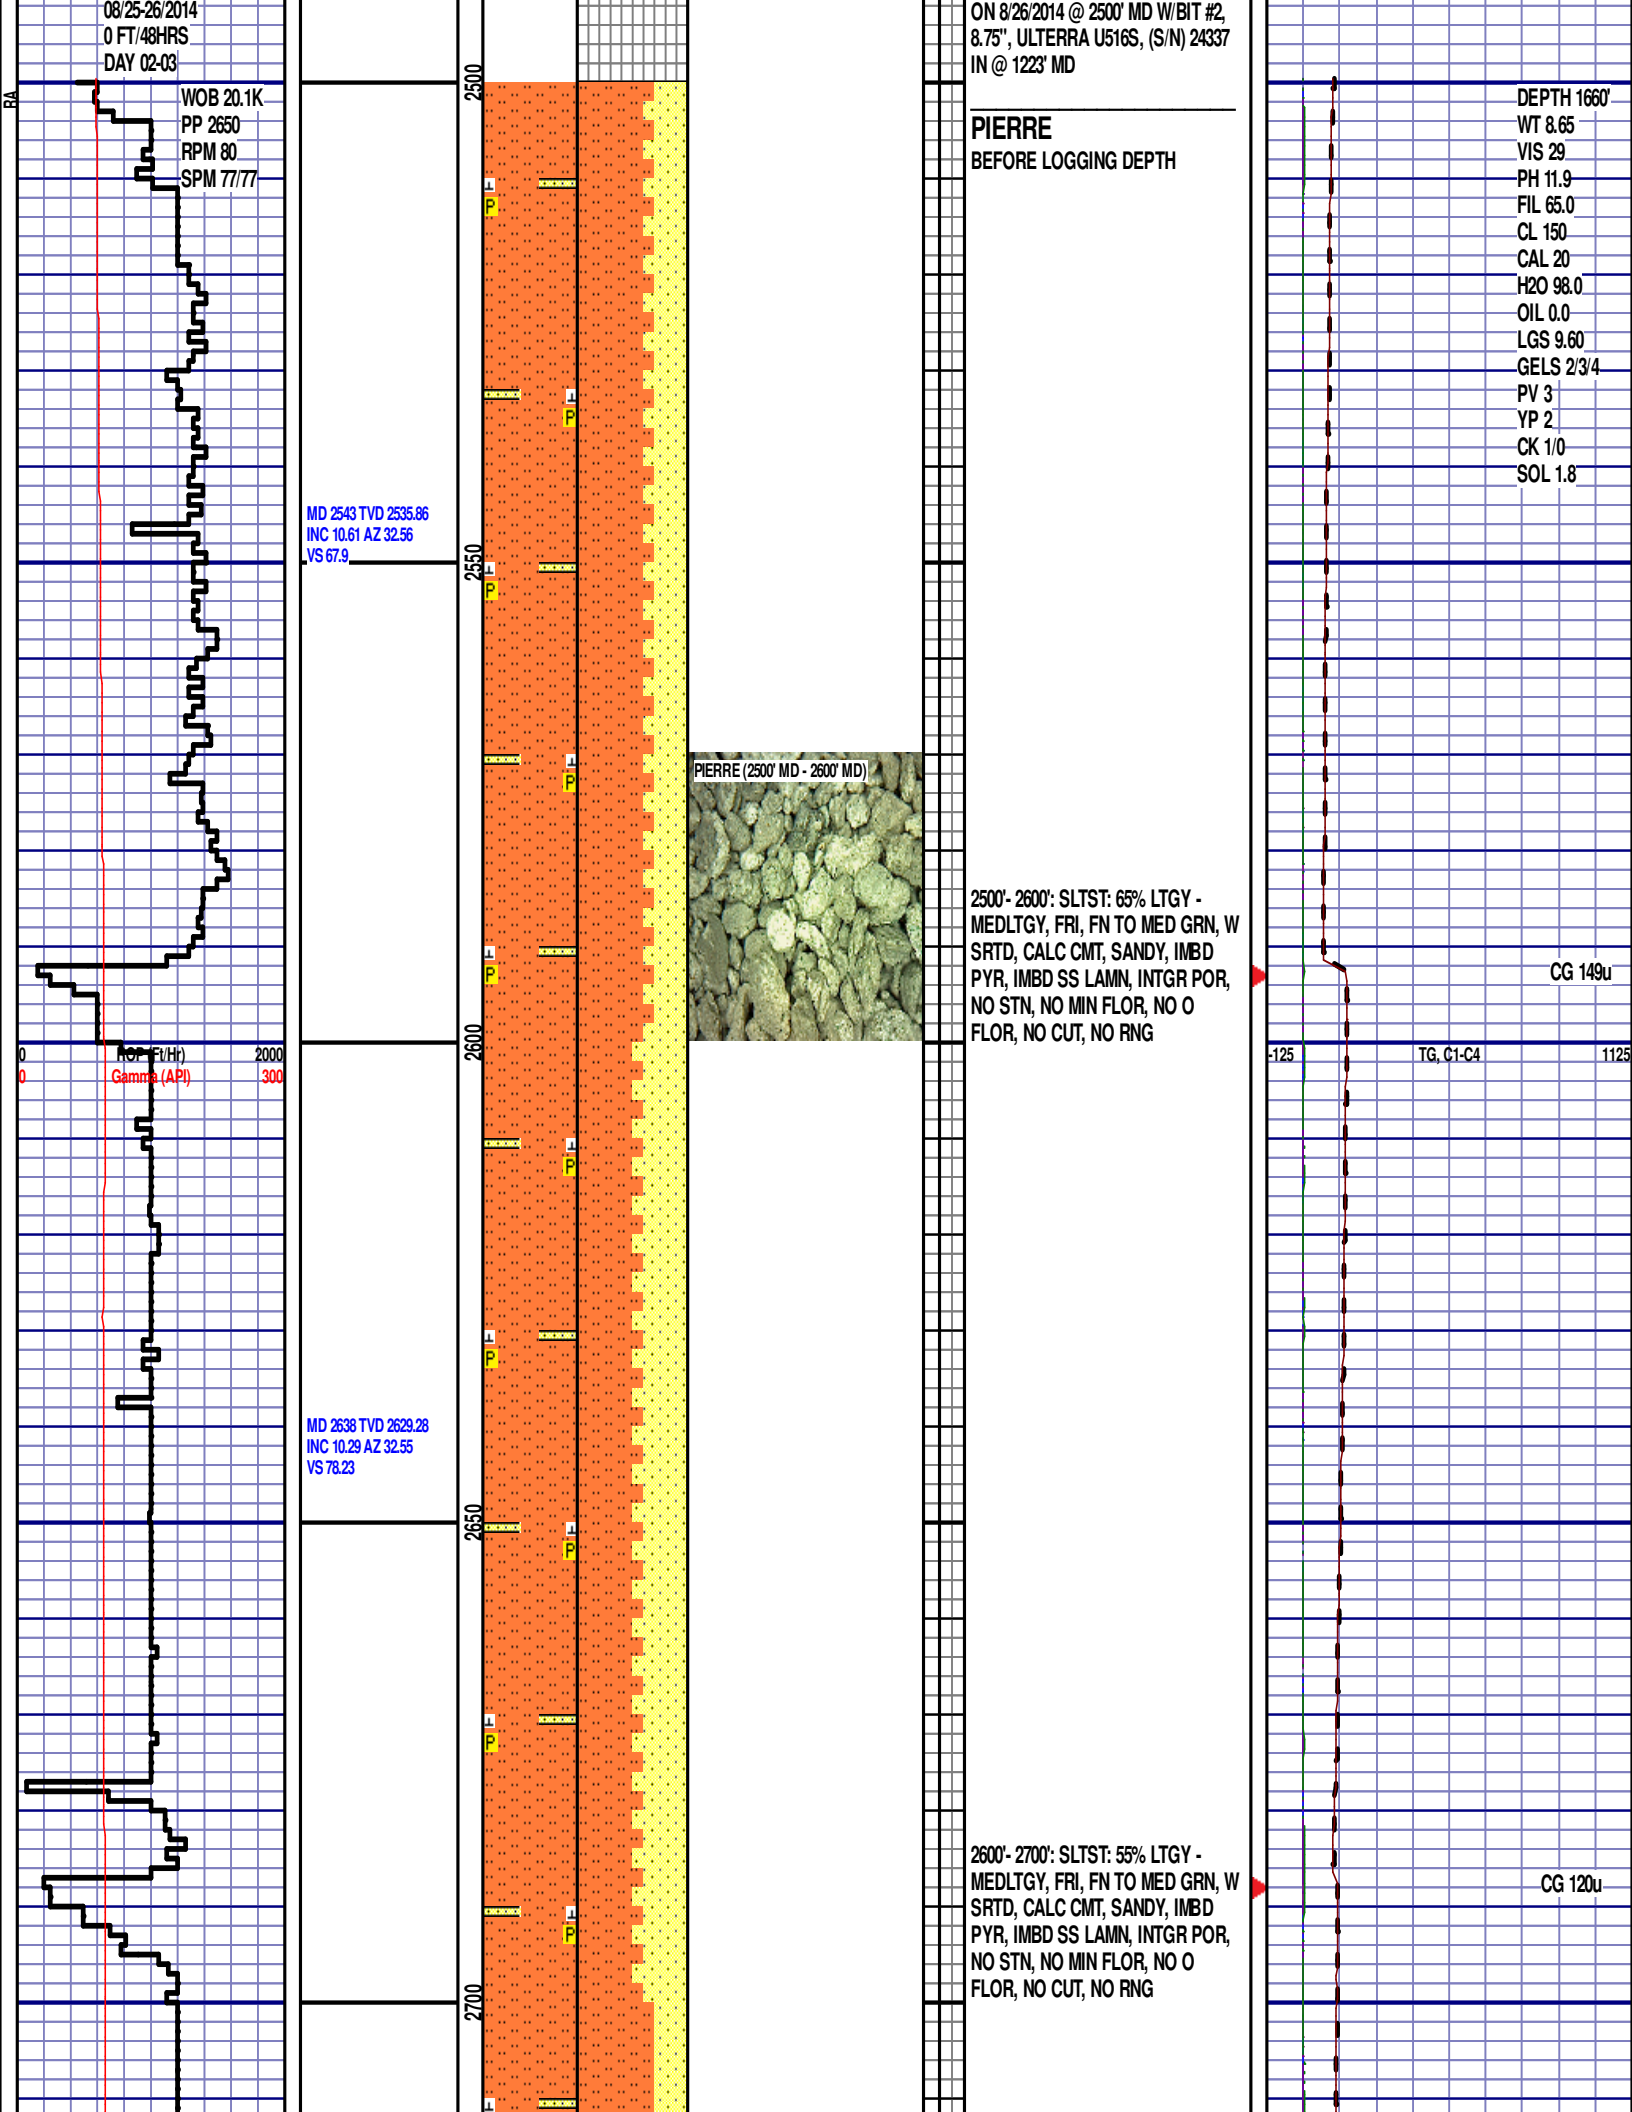 08/25-26/2014
0 FT/48HRS
DAY 02-03
RA
WOB 20.1K
PP 2650
RPM 80
SPM 77/77
2500
ON 8/26/2014 @ 2500' MD W/BIT #2,
8.75", ULTERRA U516S, (S/N) 24337
IN @ 1223' MD
PIERRE
BEFORE LOGGING DEPTH
DEPTH 1660'
WT 8.65
VIS 29
PH 11.9
FIL 65.0
CL 150
CAL 20
H2O 98.0
OIL 0.0
LGS 9.60
GELS 2/3/4
PV 3
YP 2
CK 1/0
SOL 1.8
P
P
MD 2543 TVD 2535.86
INC 10.61 AZ 32.56
VS 67.9
2550
P
P
PIERRE (2500' MD - 2600' MD)
2500'- 2600': SLTST: 65% LTGY -
MEDLTGY, FRI, FN TO MED GRN, W
SRTD, CALC CMT, SANDY, IMBD
PYR, IMBD SS LAMN, INTGR POR,
NO STN, NO MIN FLOR, NO O
FLOR, NO CUT, NO RNG
P
CG 149u
2600
0 ROP (Ft/Hr) 2000
0 Gamma (API) 300
-125 TG, C1-C4 1125
P
P
MD 2638 TVD 2629.28
INC 10.29 AZ 32.55
VS 78.23
2650
P
P
2600'- 2700': SLTST: 55% LTGY -
MEDLTGY, FRI, FN TO MED GRN, W
SRTD, CALC CMT, SANDY, IMBD
PYR, IMBD SS LAMN, INTGR POR,
NO STN, NO MIN FLOR, NO O
FLOR, NO CUT, NO RNG
CG 120u
P
2700